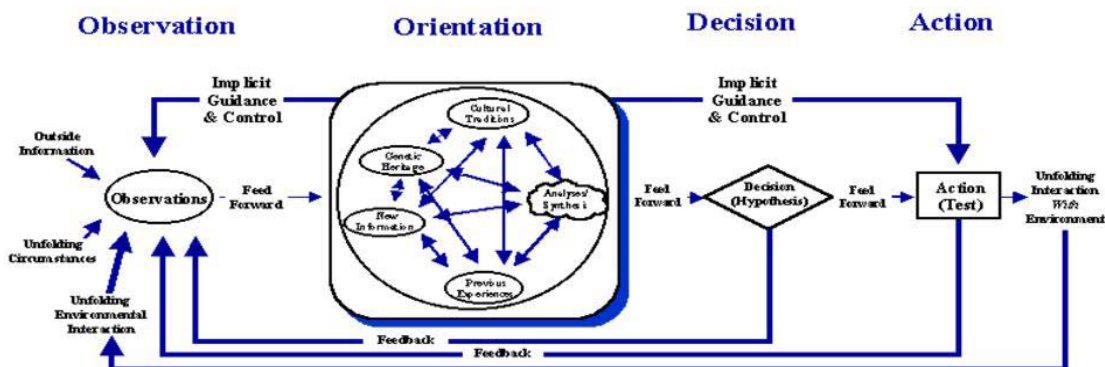 Observation
Orientation
Decision
Action
Implicit
Guidance
& Control
Implicit
Guidance
& Control
Outside
Information
Observations
Unfolding
Circumstances
Unfolding
Environmental
Interaction
Feed
Forward
Cultural
Traditions
Genetic
Heritage
New
Information
Analyses/
Synthesis
Previous
Experiences
Feed
Forward
Decision
(Hypothesis)
Feed
Forward
Action
(Test)
Unfolding
Interaction
With
Environment
Feedback
Feedback